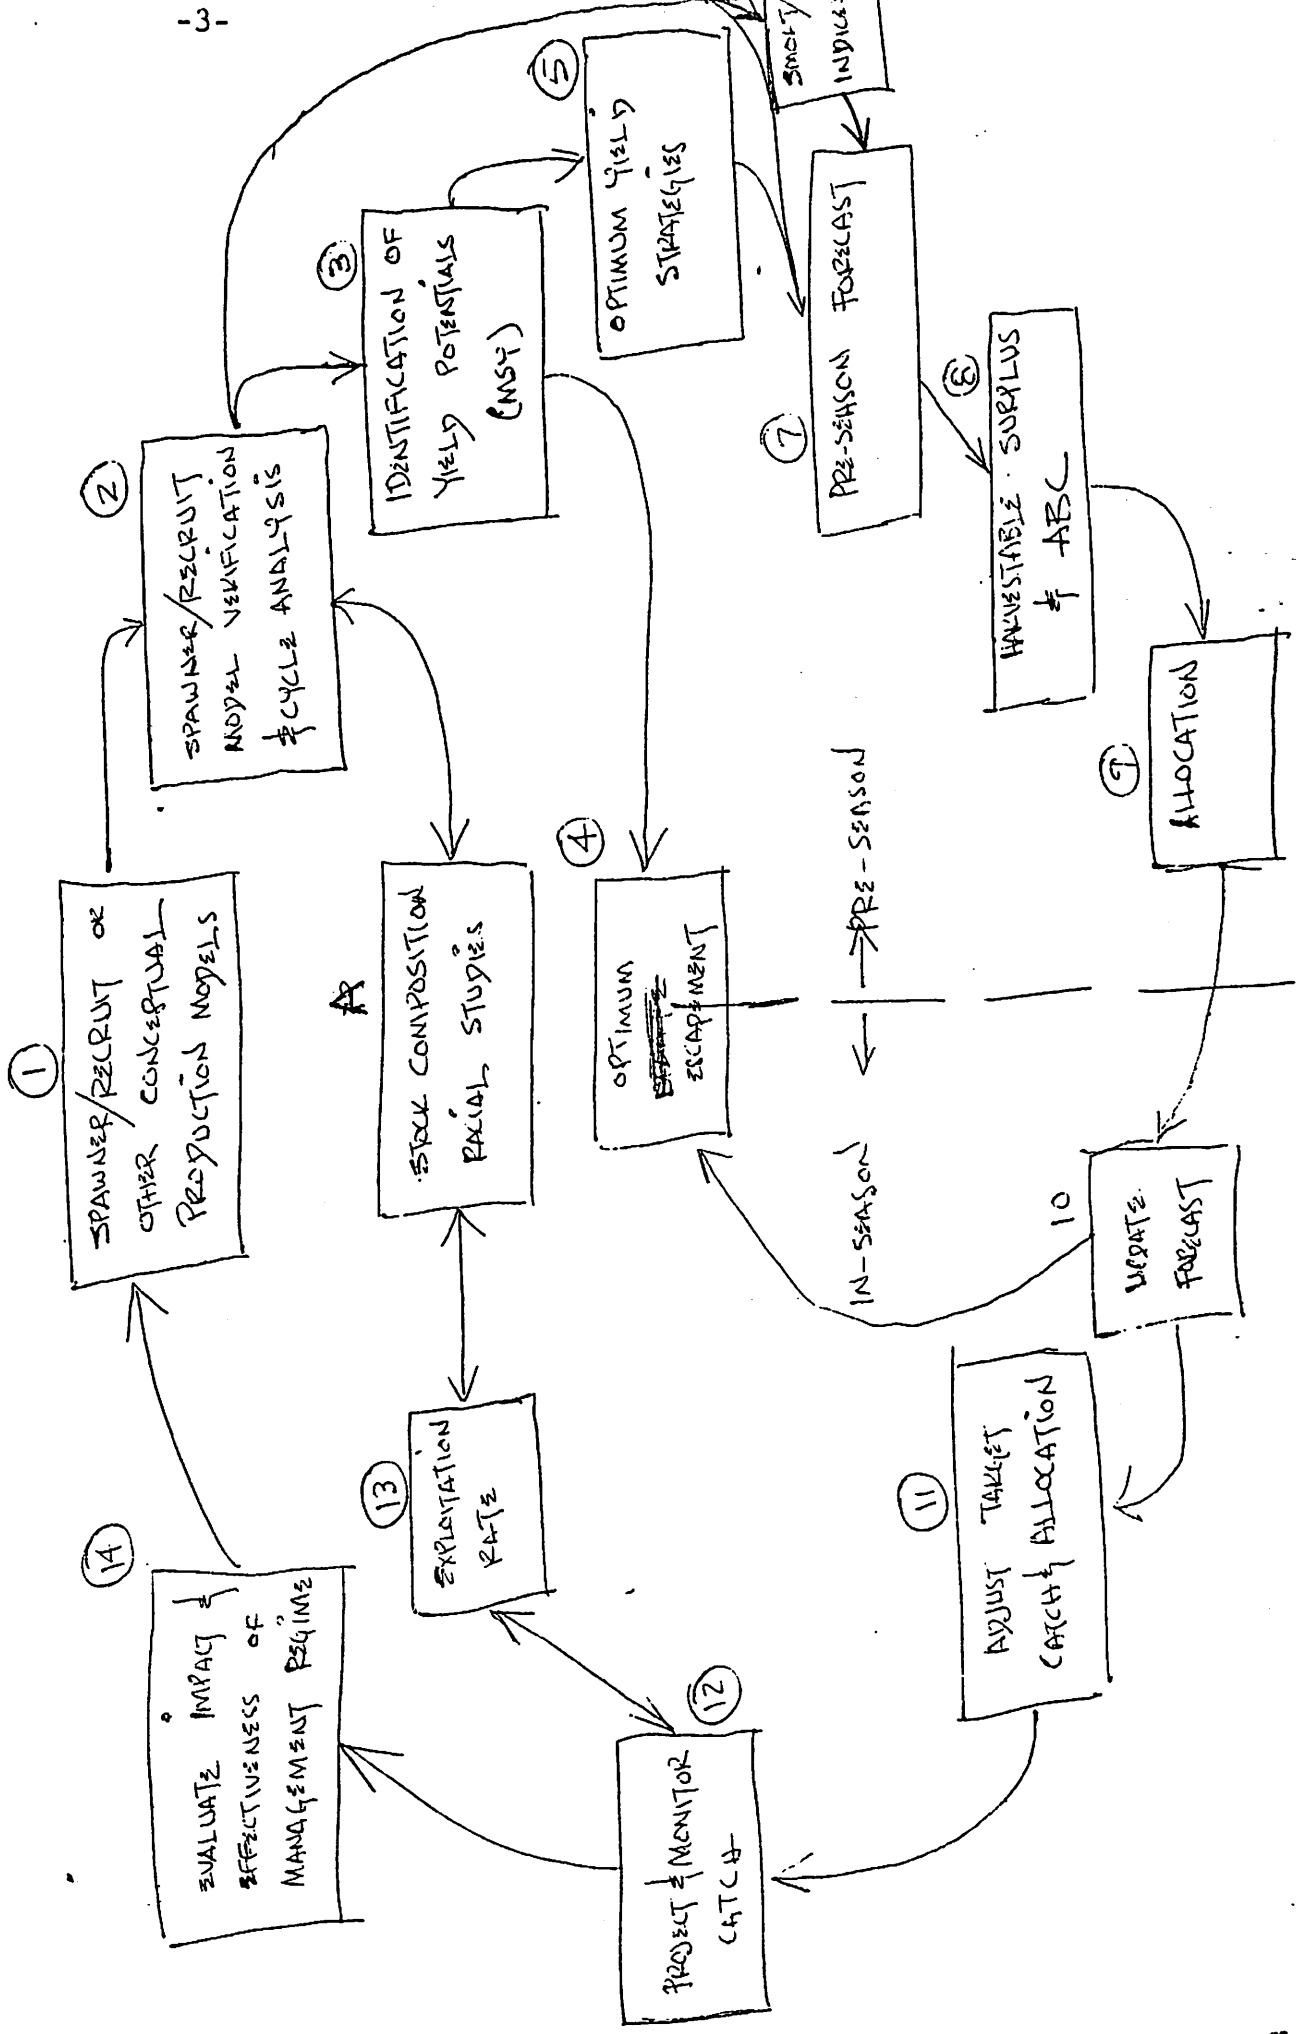 -3-
1
SPAWNER/RECRUIT OR
OTHER CONCEPTUAL
PRODUCTION MODELS
2
SPAWNER/RECRUIT
MODEL VERIFICATION
& CYCLE ANALYSIS
3
IDENTIFICATION OF
YIELD POTENTIALS
(MSY)
5
OPTIMUM YIELD
STRATEGIES
SMOLT/
INDICES
A
STOCK COMPOSITION
RACIAL STUDIES
4
OPTIMUM
ESCAPEMENT
7
PRE-SEASON FORECAST
8
HARVESTABLE SURPLUS
& ABC
9
ALLOCATION
IN-SEASON
PRE-SEASON
10
UPDATE
FORECAST
11
ADJUST TARGET
CATCH & ALLOCATION
12
PROJECT & MONITOR
CATCH
13
EXPLOITATION
RATE
14
EVALUATE IMPACT &
EFFECTIVENESS OF
MANAGEMENT REGIME